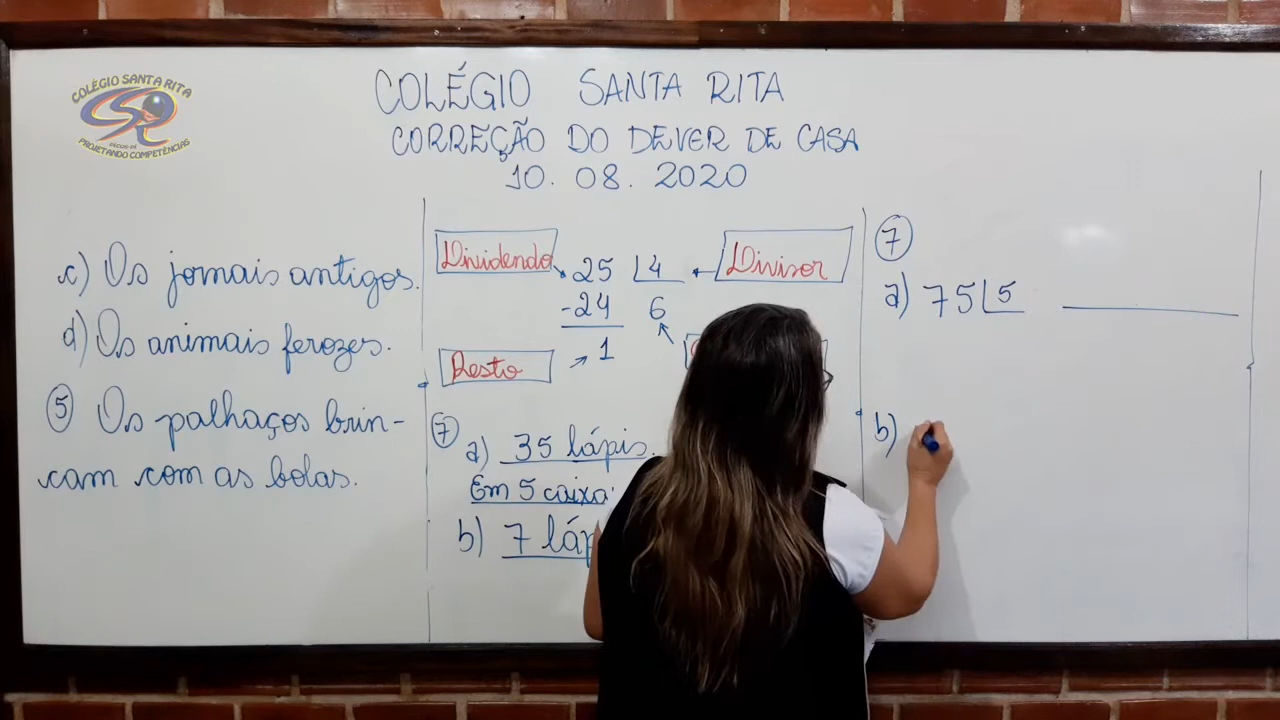 COLÉGIO SANTA RITA
PROJETANDO COMPETÊNCIAS
COLÉGIO SANTA RITA
CORREÇÃO DO DEVER DE CASA
10. 08. 2020
c) Os jornais antigos.
d) Os animais ferozes.
5 Os palhaços brin-
cam com as bolas.
Dividendo 25 4 Divisor
-24 6
Resto 1
7 a) 35 lápis.
Em 5 caixa
b) 7 láp
7
a) 75 5
b)